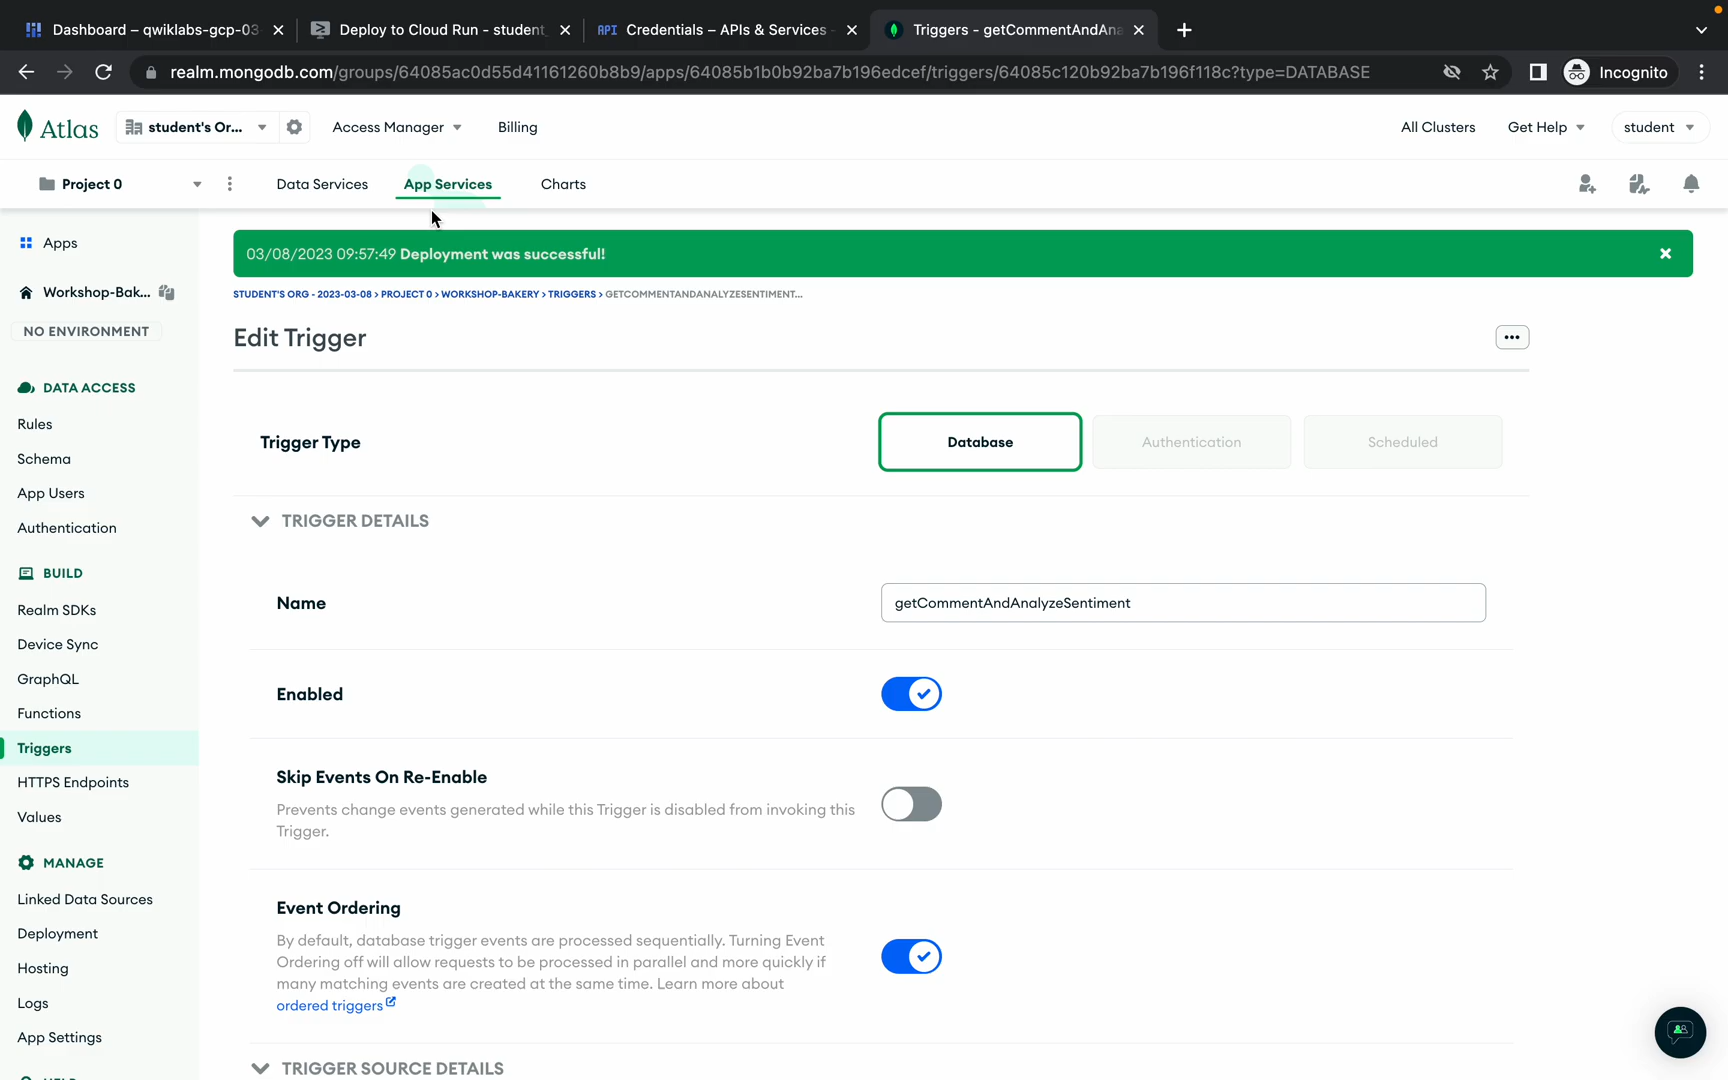 Dashboard – qwiklabs-gcp-03
Deploy to Cloud Run - student
API Credentials – APIs & Services -
Triggers - getCommentAndAna
realm.mongodb.com/groups/64085ac0d55d41161260b8b9/apps/64085b1b0b92ba7b196edcef/triggers/64085c120b92ba7b196f118c?type=DATABASE
Incognito
Atlas
student's Or...
Access Manager
Billing
All Clusters
Get Help
student
Project 0
Data Services
App Services
Charts
Apps
Workshop-Bak...
NO ENVIRONMENT
DATA ACCESS
Rules
Schema
App Users
Authentication
BUILD
Realm SDKs
Device Sync
GraphQL
Functions
Triggers
HTTPS Endpoints
Values
MANAGE
Linked Data Sources
Deployment
Hosting
Logs
App Settings
03/08/2023 09:57:49 Deployment was successful!
STUDENT'S ORG - 2023-03-08 > PROJECT 0 > WORKSHOP-BAKERY > TRIGGERS > GETCOMMENTANDANALYZESENTIMENT...
Edit Trigger
Trigger Type
Database
Authentication
Scheduled
TRIGGER DETAILS
Name
getCommentAndAnalyzeSentiment
Enabled
Skip Events On Re-Enable
Prevents change events generated while this Trigger is disabled from invoking this
Trigger.
Event Ordering
By default, database trigger events are processed sequentially. Turning Event
Ordering off will allow requests to be processed in parallel and more quickly if
many matching events are created at the same time. Learn more about
ordered triggers
TRIGGER SOURCE DETAILS